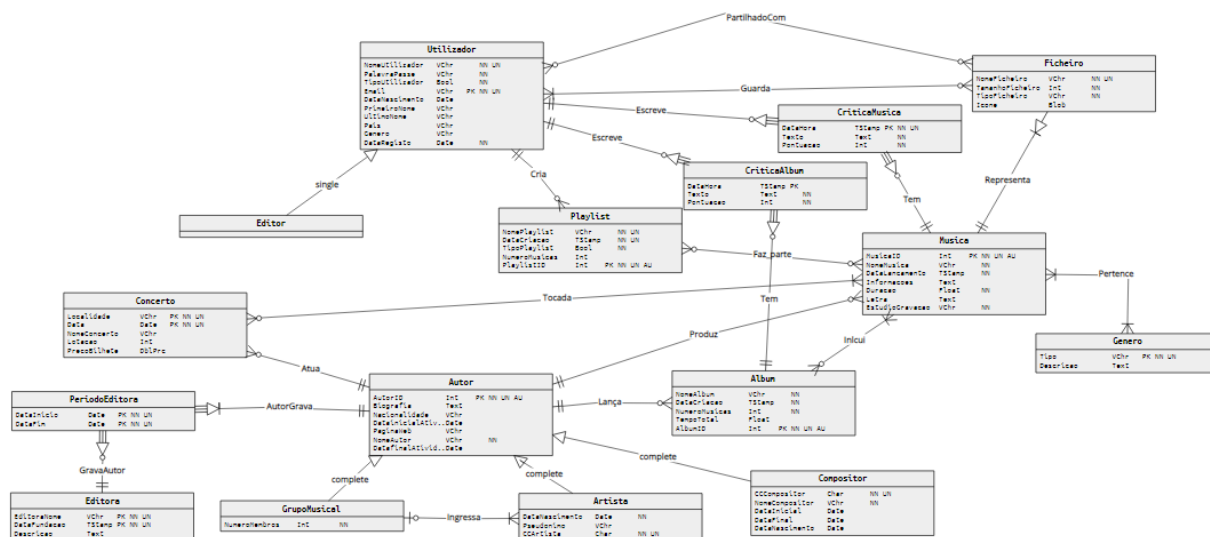 PartilhadoCom
Utilizador
NomeUtilizador VChr NN UN
PalavraPasse VChr NN
TipoUtilizador Bool NN
Email VChr PK NN UN
DataNascimento Date
PrimeiroNome VChr
UltimoNome VChr
Pais VChr
Genero VChr
DataRegisto Date NN
Ficheiro
NomeFicheiro VChr NN UN
TamanhoFicheiro Int NN
TipoFicheiro VChr NN
Icone Blob
Guarda
Escreve
CriticaMusica
DataHora TStamp PK NN UN
Texto Text NN
Pontuacao Int NN
Escreve
CriticaAlbum
DataHora TStamp PK
Texto Text NN
Pontuacao Int NN
Cria
single
Representa
Tem
Editor
Playlist
NomePlaylist VChr NN UN
DataCriacao TStamp NN UN
TipoPlaylist Bool NN
NumeroMusicas Int
PlaylistID Int PK NN UN AU
Faz_parte
Musica
MusicaID Int PK NN UN AU
NomeMusica VChr NN
DataLancamento TStamp NN
Informacoes Text
Duracao Float NN
Letra Text
EstudioGravacao VChr NN
Pertence
Tocada
Tem
Concerto
Localidade VChr PK NN UN
Data Date PK NN UN
NomeConcerto VChr
Lotacao Int
PrecoBilhete DblPrc
Produz
Inlcui
Genero
Tipo VChr PK NN UN
Descricao Text
Atua
Autor
AutorID Int PK NN UN AU
Biografia Text
Nacionalidade VChr
DataInicialAtiv..Date
PaginaWeb VChr
NomeAutor VChr NN
DataFinalAtivid..Date
Lança
Album
NomeAlbum VChr NN
DataCriacao TStamp NN
NumeroMusicas Int NN
TempoTotal Float
AlbumID Int PK NN UN AU
PeriodoEditora
DataInicio Date PK NN UN
DataFim Date PK NN UN
AutorGrava
GravaAutor
complete
complete
complete
Editora
EditoraNome VChr PK NN UN
DataFundacao TStamp PK NN UN
Descricao Text
GrupoMusical
NumeroMembros Int NN
Ingressa
Artista
DataNascimento Date NN
Pseudonimo VChr
CCArtista Char NN UN
Compositor
CCCompositor Char NN UN
NomeCompositor VChr NN
DataInicial Date
DataFinal Date
DataNascimento Date